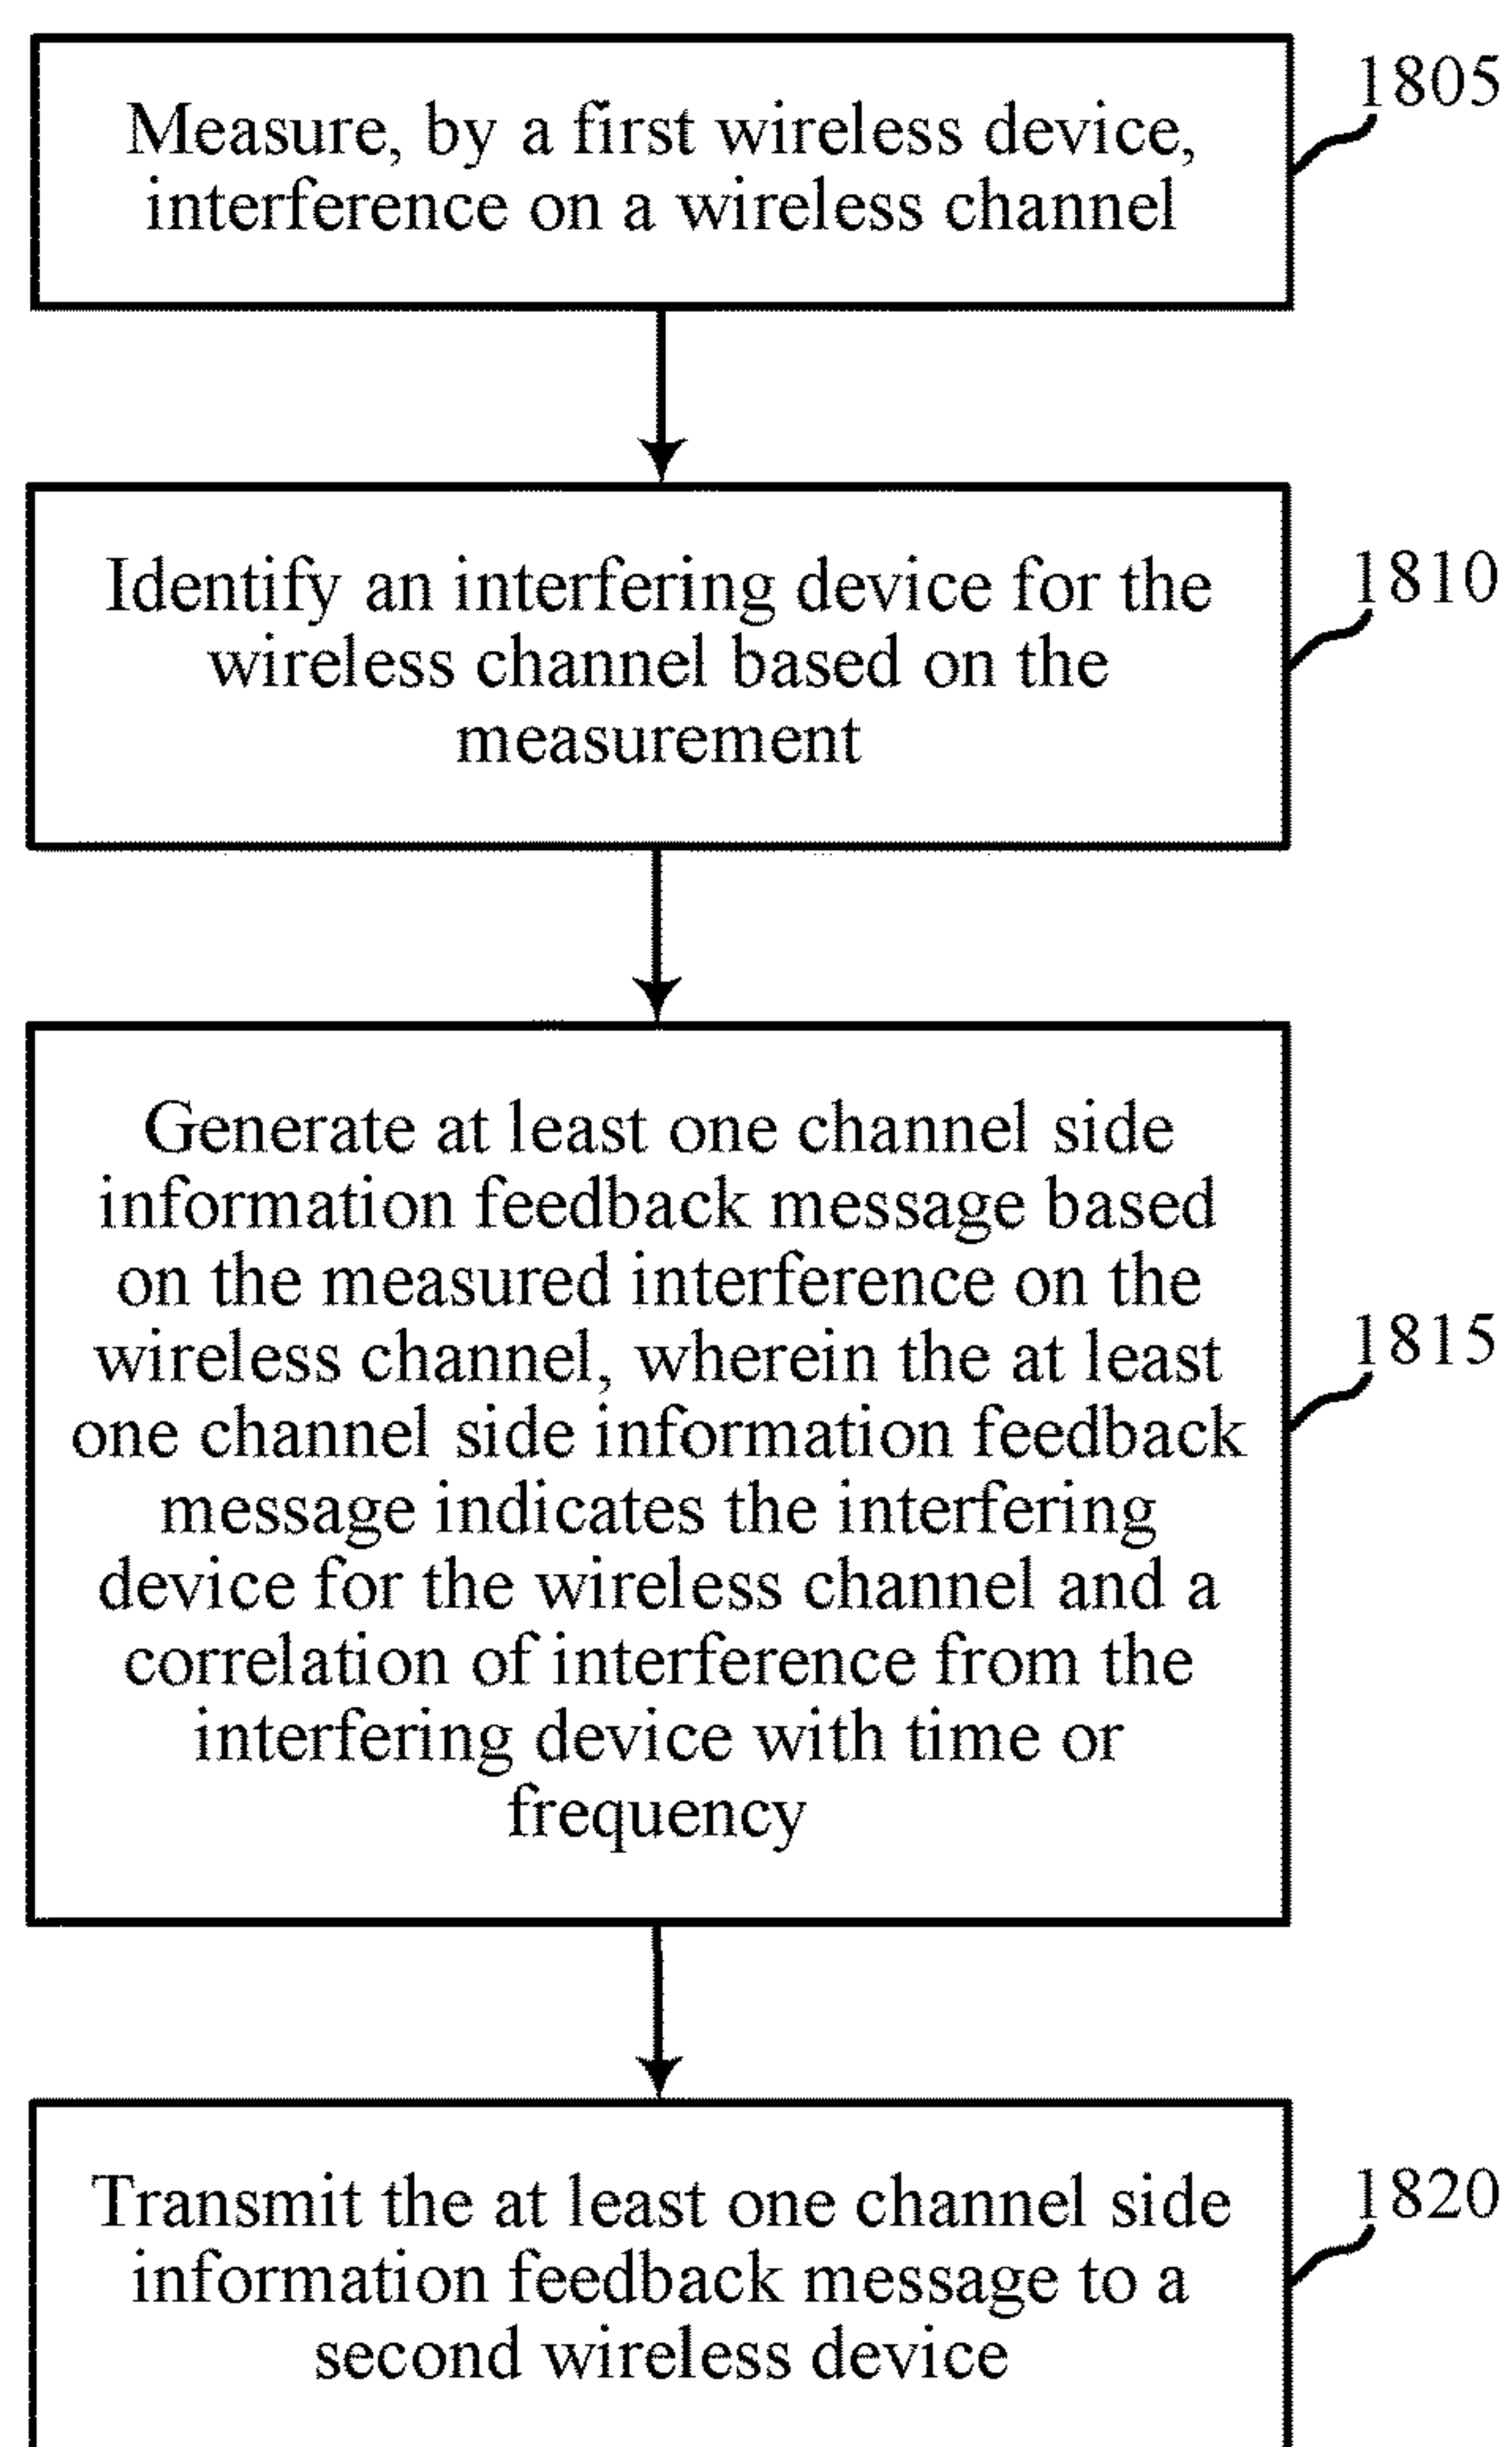 1805
Measure, by a first wireless device,
interference on a wireless channel
1810
Identify an interfering device for the
wireless channel based on the
measurement
Generate at least one channel side
information feedback message based
on the measured interference on the
wireless channel, wherein the at least
1815
one channel side information feedback
message indicates the interfering
device for the wireless channel and a
correlation of interference from the
interfering device with time or
frequency
1820
Transmit the at least one channel side
information feedback message to a
second wireless device